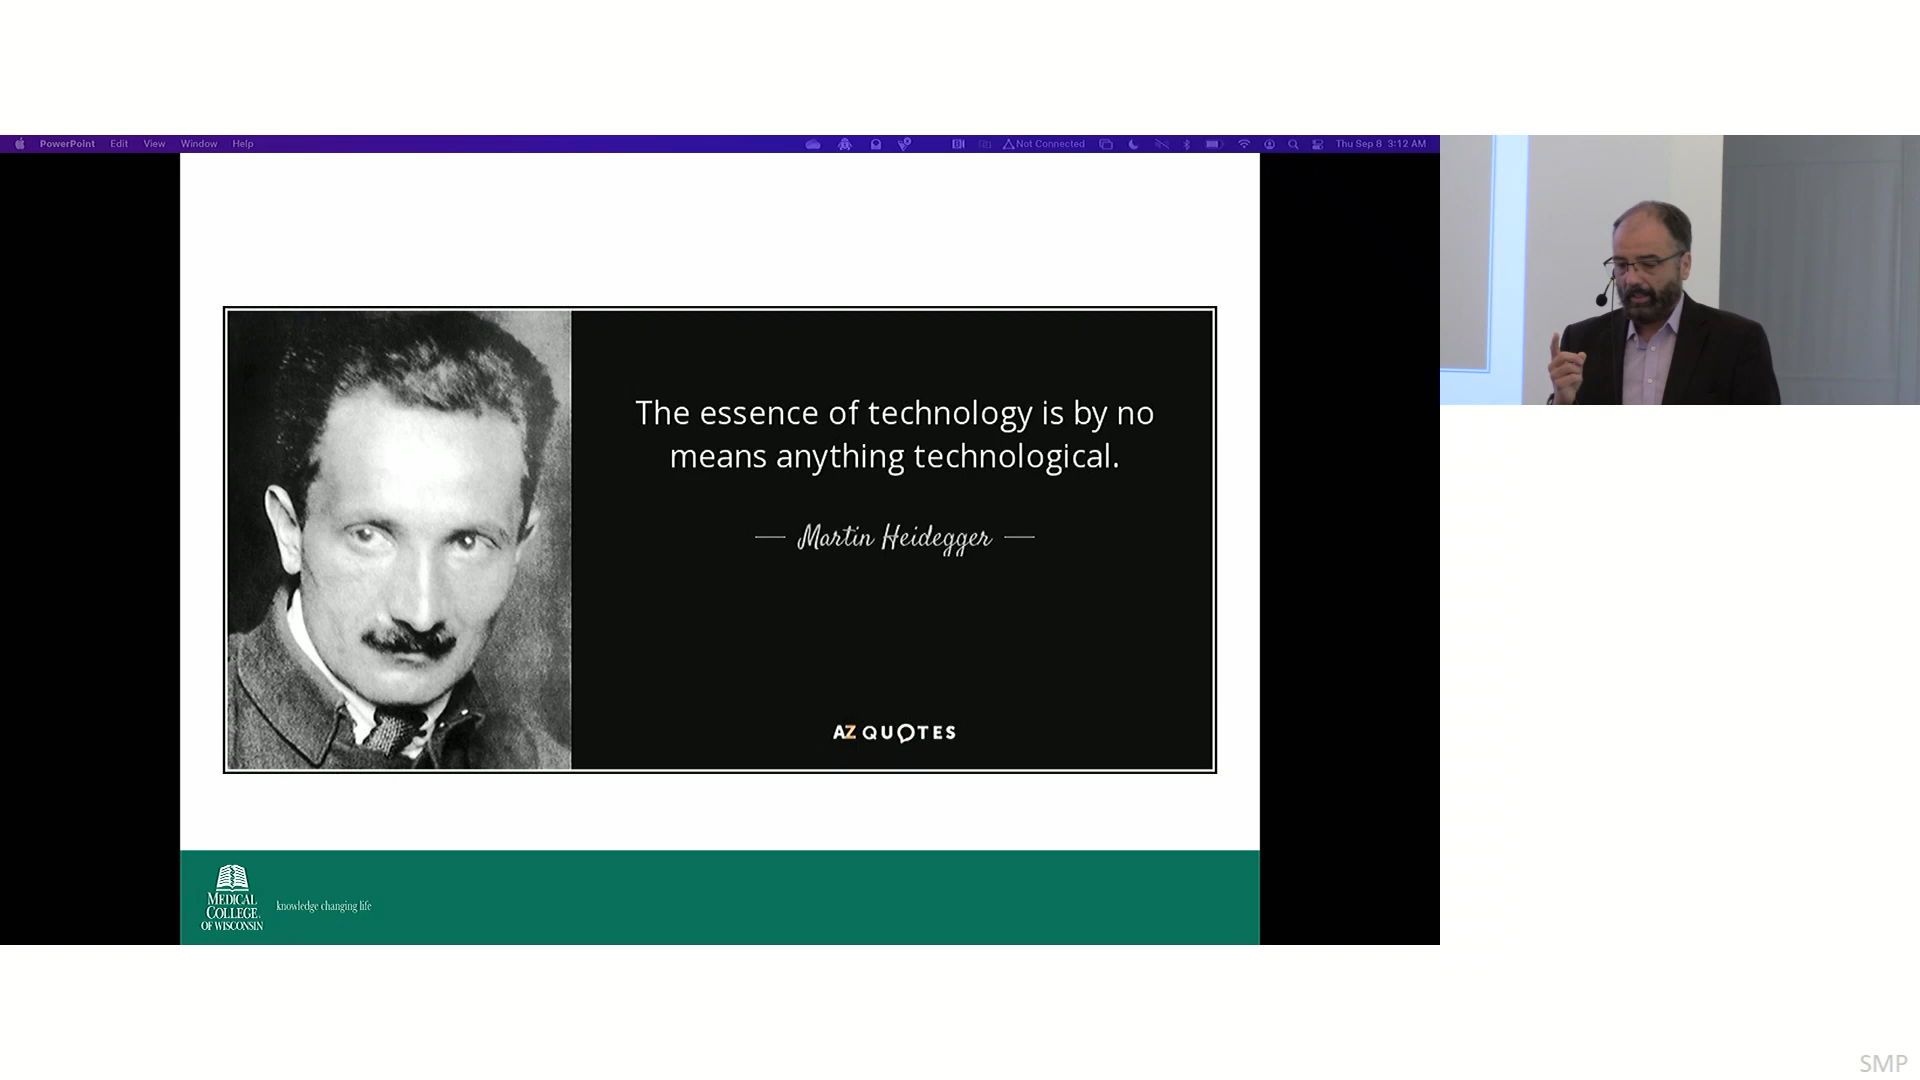 PowerPoint Edit View Window Help
Not Connected
Thu Sep 8 3:12 AM
The essence of technology is by no
means anything technological.
Martin Heidegger
AZ QUOTES
MEDICAL
COLLEGE
OF WISCONSIN
knowledge changing life
SMP